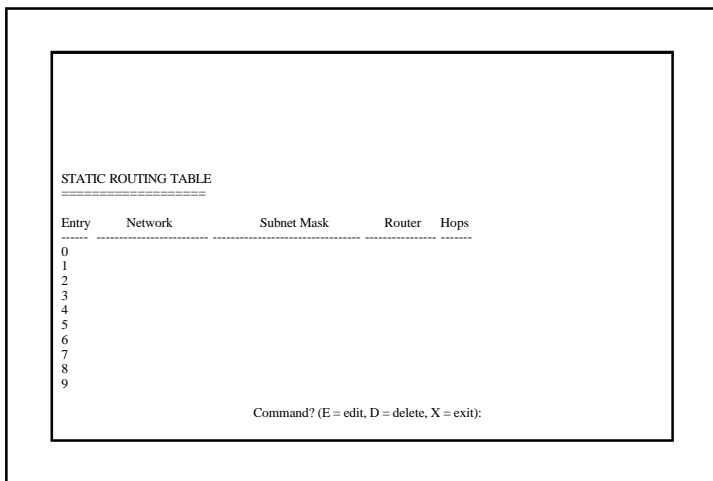 STATIC ROUTING TABLE
===================
Entry Network Subnet Mask Router Hops
------ ------------------------- --------------------------------- ---------------- -------
0
1
2
3
4
5
6
7
8
9
Command? (E = edit, D = delete, X = exit):